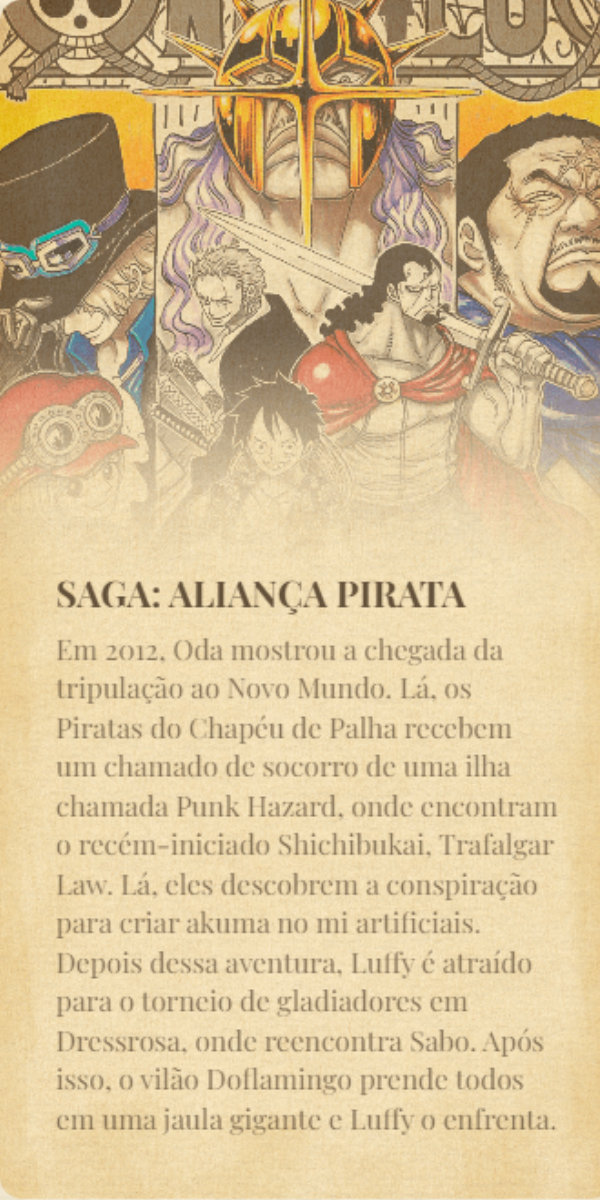 SAGA: ALIANÇA PIRATA
Em 2012, Oda mostrou a chegada da
tripulação ao Novo Mundo. Lá, os
Piratas do Chapéu de Palha recebem
um chamado de socorro de uma ilha
chamada Punk Hazard, onde encontram
o recém-iniciado Shichibukai, Trafalgar
Law. Lá, eles descobrem a conspiração
para criar akuma no mi artificiais.
Depois dessa aventura, Luffy é atraído
para o torneio de gladiadores em
Dressrosa, onde reencontra Sabo. Após
isso, o vilão Doflamingo prende todos
em uma jaula gigante e Luffy o enfrenta.